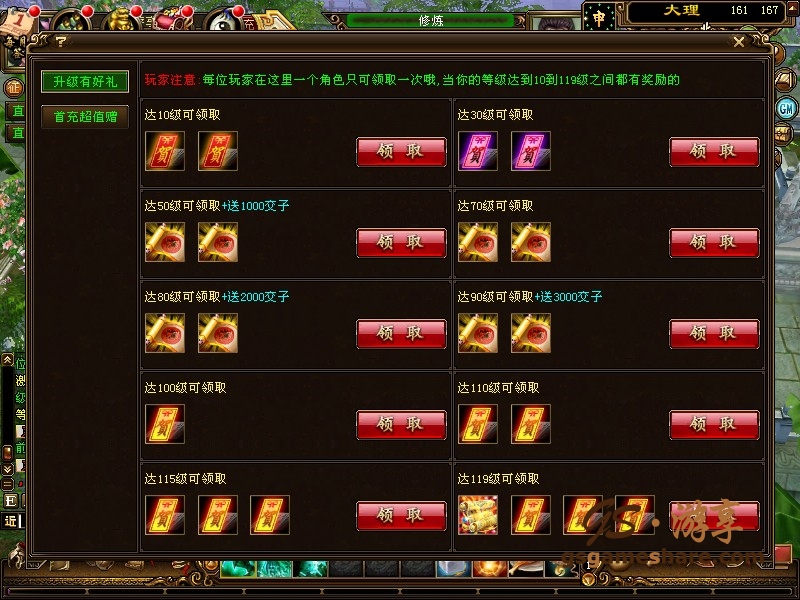 修炼
申
大理
161 167
?
升级有好礼
首充超值赠
玩家注意:每位玩家在这里一个角色只可领取一次哦,当你的等级达到10到119级之间都有奖励的
达10级可领取
领取
达30级可领取
领取
达50级可领取+送1000交子
领取
达70级可领取
领取
达80级可领取+送2000交子
领取
达90级可领取+送3000交子
领取
达100级可领取
领取
达110级可领取
领取
达115级可领取
领取
达119级可领取
GM
近
GS·游享
gsgameshare.com